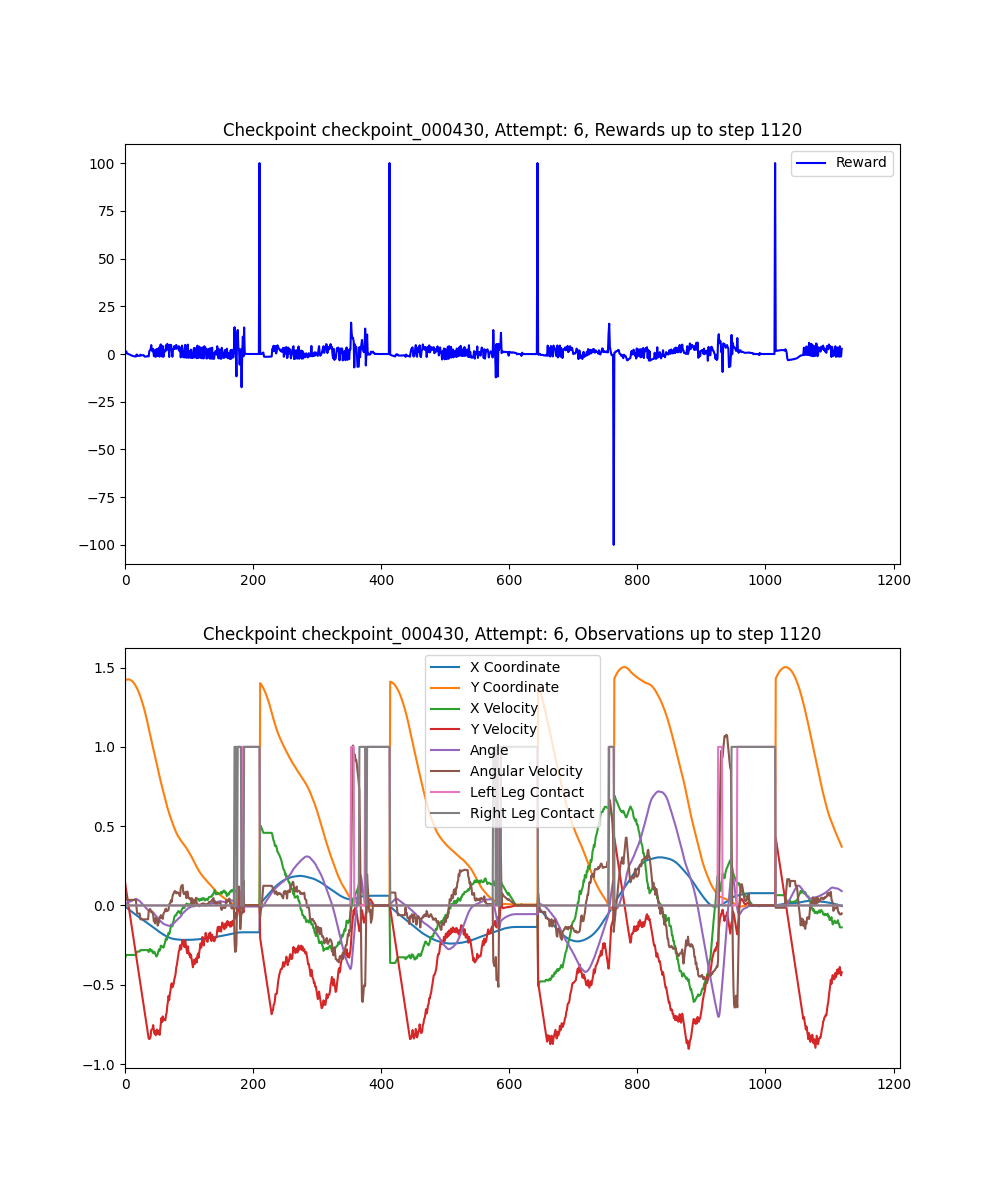 Checkpoint checkpoint_000430, Attempt: 6, Rewards up to step 1120
Reward
100
75
50
25
0
−25
−50
−75
−100
0 200 400 600 800 1000 1200
Checkpoint checkpoint_000430, Attempt: 6, Observations up to step 1120
X Coordinate
Y Coordinate
X Velocity
Y Velocity
Angle
Angular Velocity
Left Leg Contact
Right Leg Contact
1.5
1.0
0.5
0.0
−0.5
−1.0
0 200 400 600 800 1000 1200